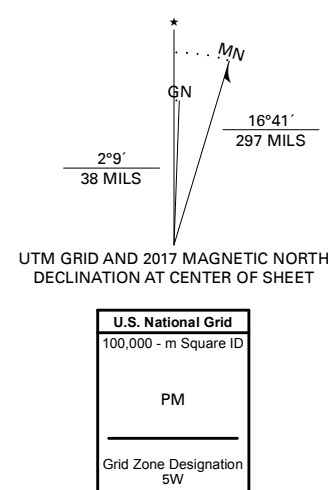 ★
MN
GN
16°41´
297 MILS
2°9´
38 MILS
UTM GRID AND 2017 MAGNETIC NORTH
DECLINATION AT CENTER OF SHEET
U.S. National Grid
100,000 - m Square ID
PM
Grid Zone Designation
5W